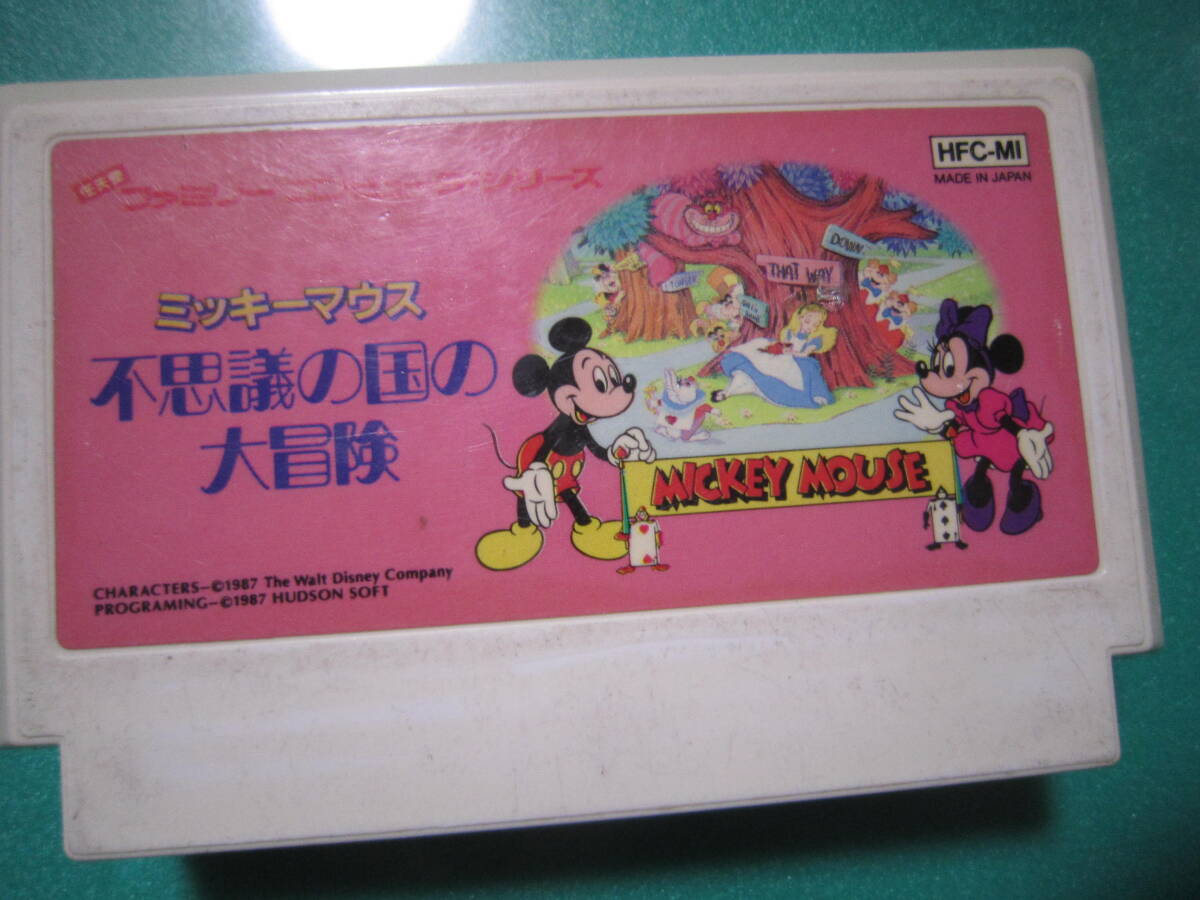 HFC-MI
MADE IN JAPAN
ミッキーマウス
不思議の国の
大冒険
DOWN
THAT WAY
MICKEY MOUSE
CHARACTERS-©1987 The Walt Disney Company
PROGRAMING-©1987 HUDSON SOFT